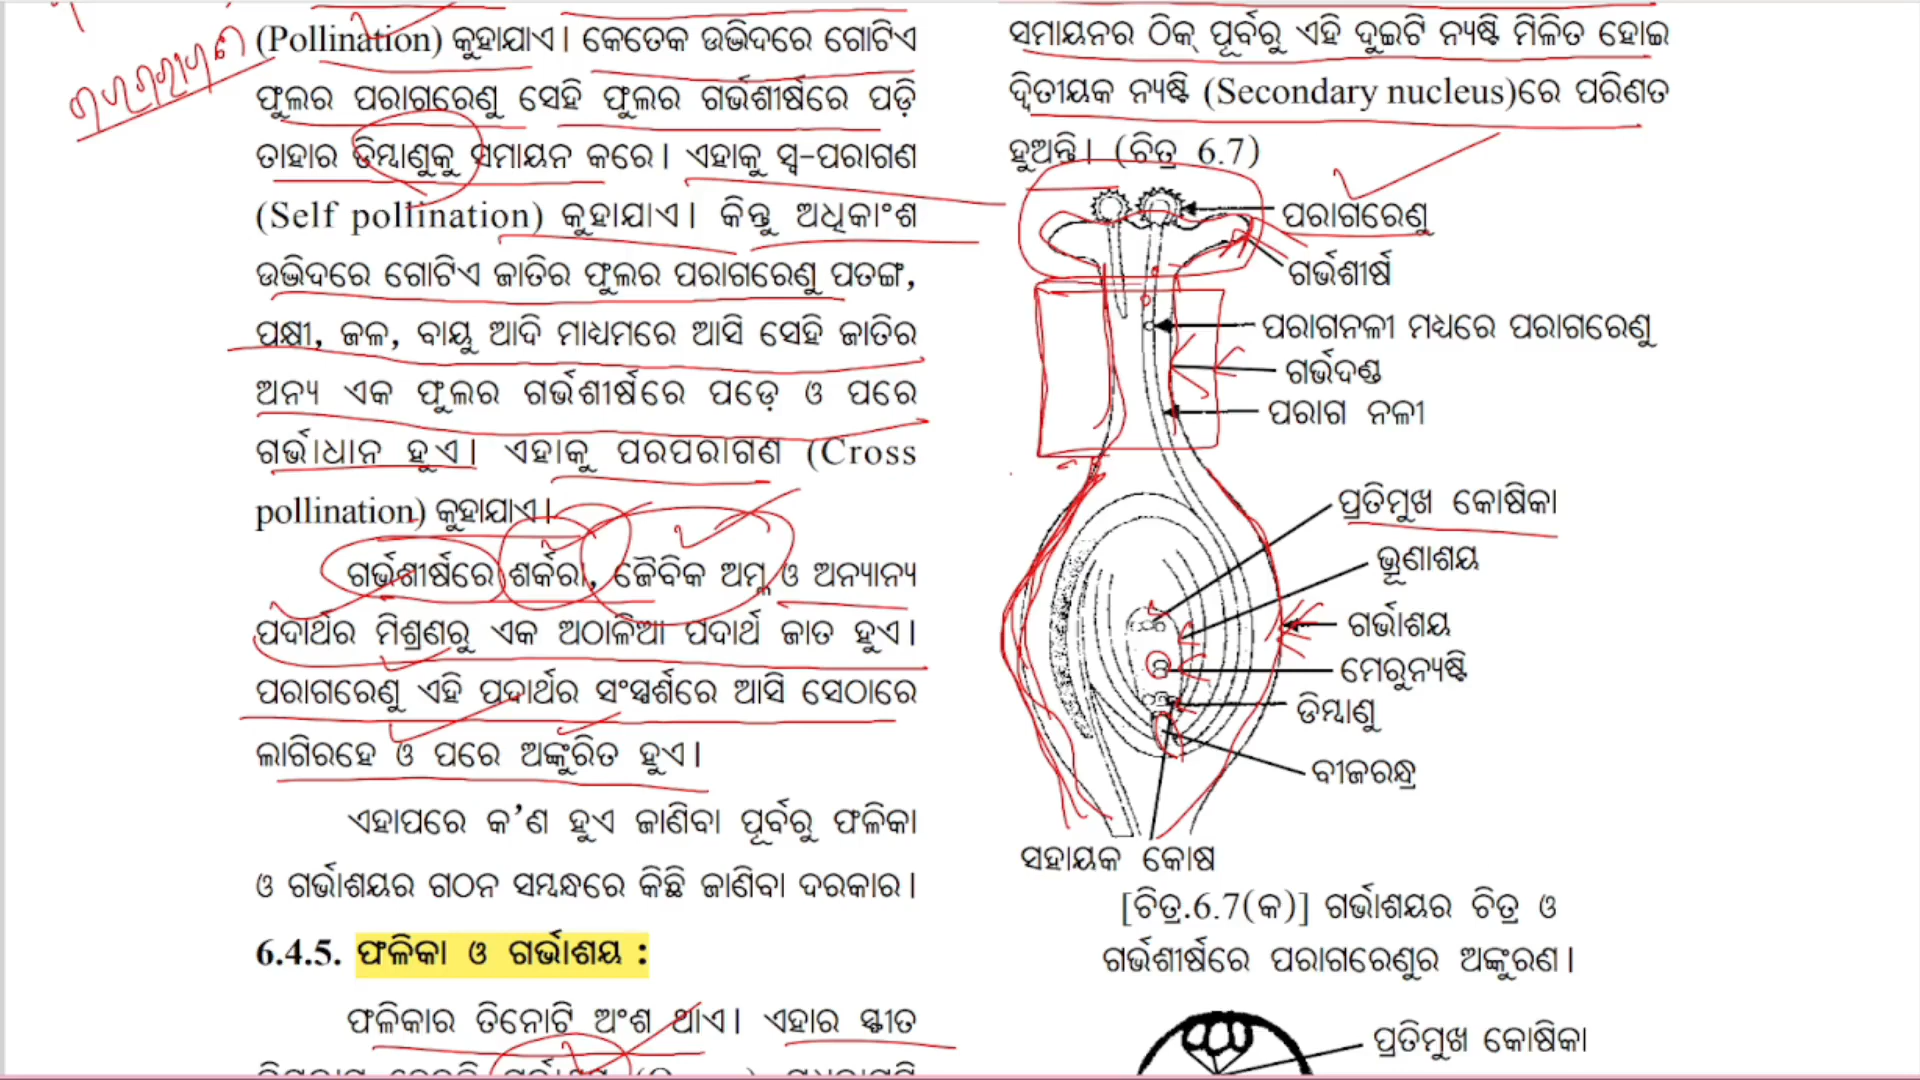 (Pollination) କୁହାଯାଏ। କେତେକ ଉଦ୍ଭିଦରେ ଗୋଟିଏ
ଫୁଲର ପରାଗରେଣୁ ସେହି ଫୁଲର ଗର୍ଭଶୀର୍ଷରେ ପଡ଼ି
ତାହାର ଡିମ୍ବାଣୁକୁ ସମାୟନ କରେ। ଏହାକୁ ସ୍ୱ-ପରାଗଣ
(Self pollination) କୁହାଯାଏ। କିନ୍ତୁ ଅଧିକାଂଶ
ଉଦ୍ଭିଦରେ ଗୋଟିଏ ଜାତିର ଫୁଲର ପରାଗରେଣୁ ପତଙ୍ଗ,
ପକ୍ଷୀ, ଜଳ, ବାୟୁ ଆଦି ମାଧ୍ୟମରେ ଆସି ସେହି ଜାତିର
ଅନ୍ୟ ଏକ ଫୁଲର ଗର୍ଭଶୀର୍ଷରେ ପଡ଼େ ଓ ପରେ
ଗର୍ଭାଧାନ ହୁଏ। ଏହାକୁ ପରପରାଗଣ (Cross
pollination) କୁହାଯାଏ।
ଗର୍ଭଶୀର୍ଷରେ ଶର୍କରା, ଜୈବିକ ଅମ୍ଳ ଓ ଅନ୍ୟାନ୍ୟ
ପଦାର୍ଥର ମିଶ୍ରଣରୁ ଏକ ଅଠାଳିଆ ପଦାର୍ଥ ଜାତ ହୁଏ।
ପରାଗରେଣୁ ଏହି ପଦାର୍ଥର ସଂସ୍ପର୍ଶରେ ଆସି ସେଠାରେ
ଲାଗିରହେ ଓ ପରେ ଅଙ୍କୁରିତ ହୁଏ।
ଏହାପରେ କ’ଣ ହୁଏ ଜାଣିବା ପୂର୍ବରୁ ଫଳିକା
ଓ ଗର୍ଭାଶୟର ଗଠନ ସମ୍ବନ୍ଧରେ କିଛି ଜାଣିବା ଦରକାର।
6.4.5. ଫଳିକା ଓ ଗର୍ଭାଶୟ :
ଫଳିକାର ତିନୋଟି ଅଂଶ ଥାଏ। ଏହାର ସ୍ଫୀତ
ସମାୟନର ଠିକ୍ ପୂର୍ବରୁ ଏହି ଦୁଇଟି ନ୍ୟଷ୍ଟି ମିଳିତ ହୋଇ
ଦ୍ୱିତୀୟକ ନ୍ୟଷ୍ଟି (Secondary nucleus)ରେ ପରିଣତ
ହୁଅନ୍ତି। (ଚିତ୍ର 6.7)
ପରାଗରେଣୁ
ଗର୍ଭଶୀର୍ଷ
ପରାଗନଳୀ ମଧ୍ୟରେ ପରାଗରେଣୁ
ଗର୍ଭଦଣ୍ଡ
ପରାଗ ନଳୀ
ପ୍ରତିମୁଖ କୋଷିକା
ଭ୍ରୂଣାଶୟ
ଗର୍ଭାଶୟ
ମେରୁନ୍ୟଷ୍ଟି
ଡିମ୍ବାଣୁ
ବୀଜରନ୍ଧ୍ର
ସହାୟକ କୋଷ
[ଚିତ୍ର.6.7(କ)] ଗର୍ଭାଶୟର ଚିତ୍ର ଓ
ଗର୍ଭଶୀର୍ଷରେ ପରାଗରେଣୁର ଅଙ୍କୁରଣ।
ପ୍ରତିମୁଖ କୋଷିକା